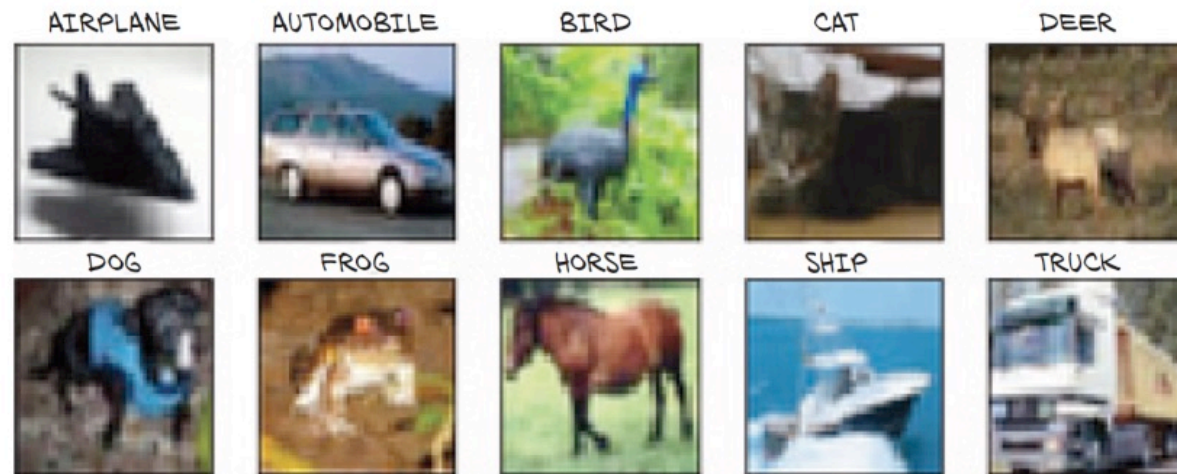 AIRPLANE AUTOMOBILE BIRD CAT DEER
DOG FROG HORSE SHIP TRUCK